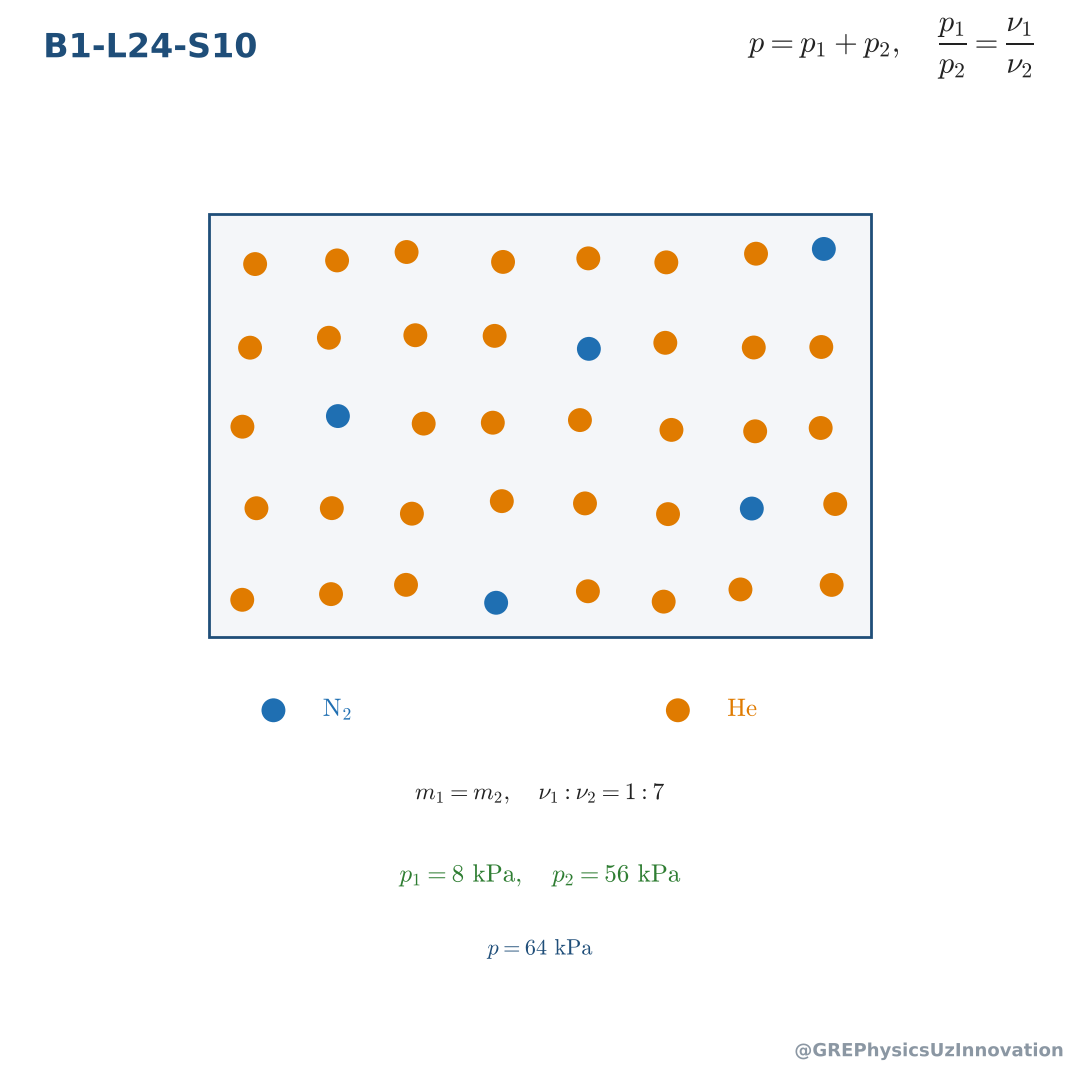 B1-L24-S10
p = p₁ + p₂, p₁/p₂ = ν₁/ν₂
N₂
He
m₁ = m₂, ν₁ : ν₂ = 1 : 7
p₁ = 8 kPa, p₂ = 56 kPa
p = 64 kPa
@GREPhysicsUzInnovation